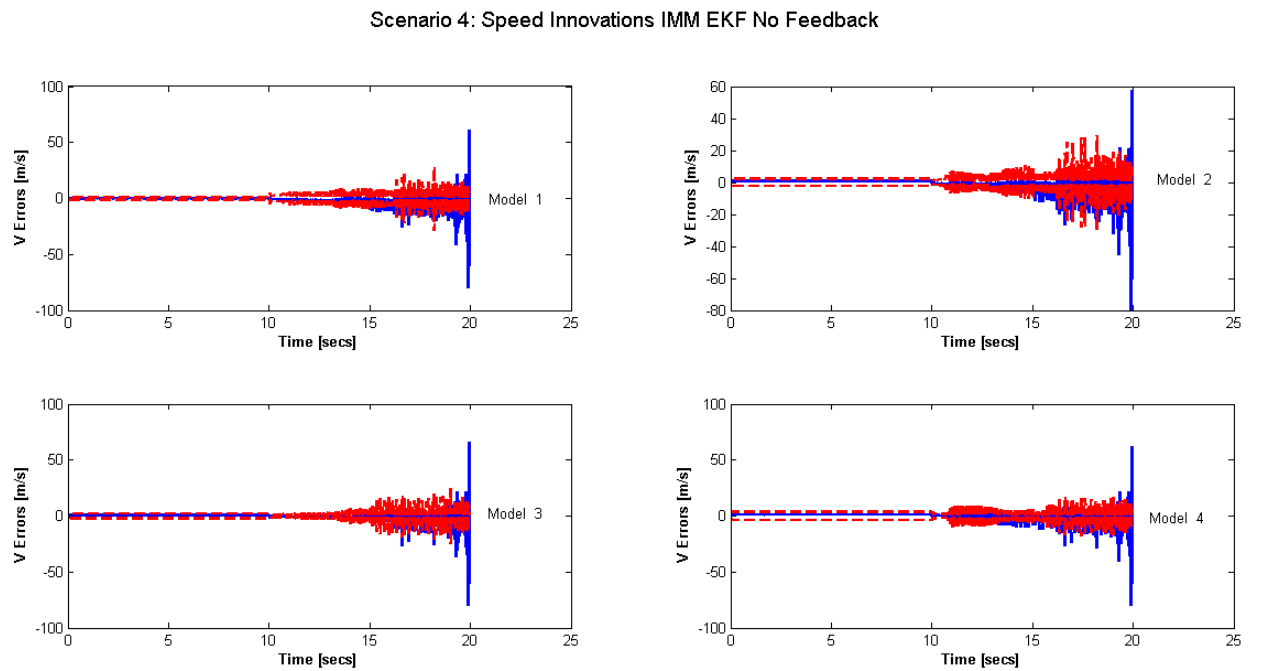 Scenario 4: Speed Innovations IMM EKF No Feedback
100
50
0
-50
-100
V Errors [m/s]
Model 1
0 5 10 15 20 25
Time [secs]
60
40
20
0
-20
-40
-60
-80
V Errors [m/s]
Model 2
0 5 10 15 20 25
Time [secs]
100
50
0
-50
-100
V Errors [m/s]
Model 3
0 5 10 15 20 25
Time [secs]
100
50
0
-50
-100
V Errors [m/s]
Model 4
0 5 10 15 20 25
Time [secs]